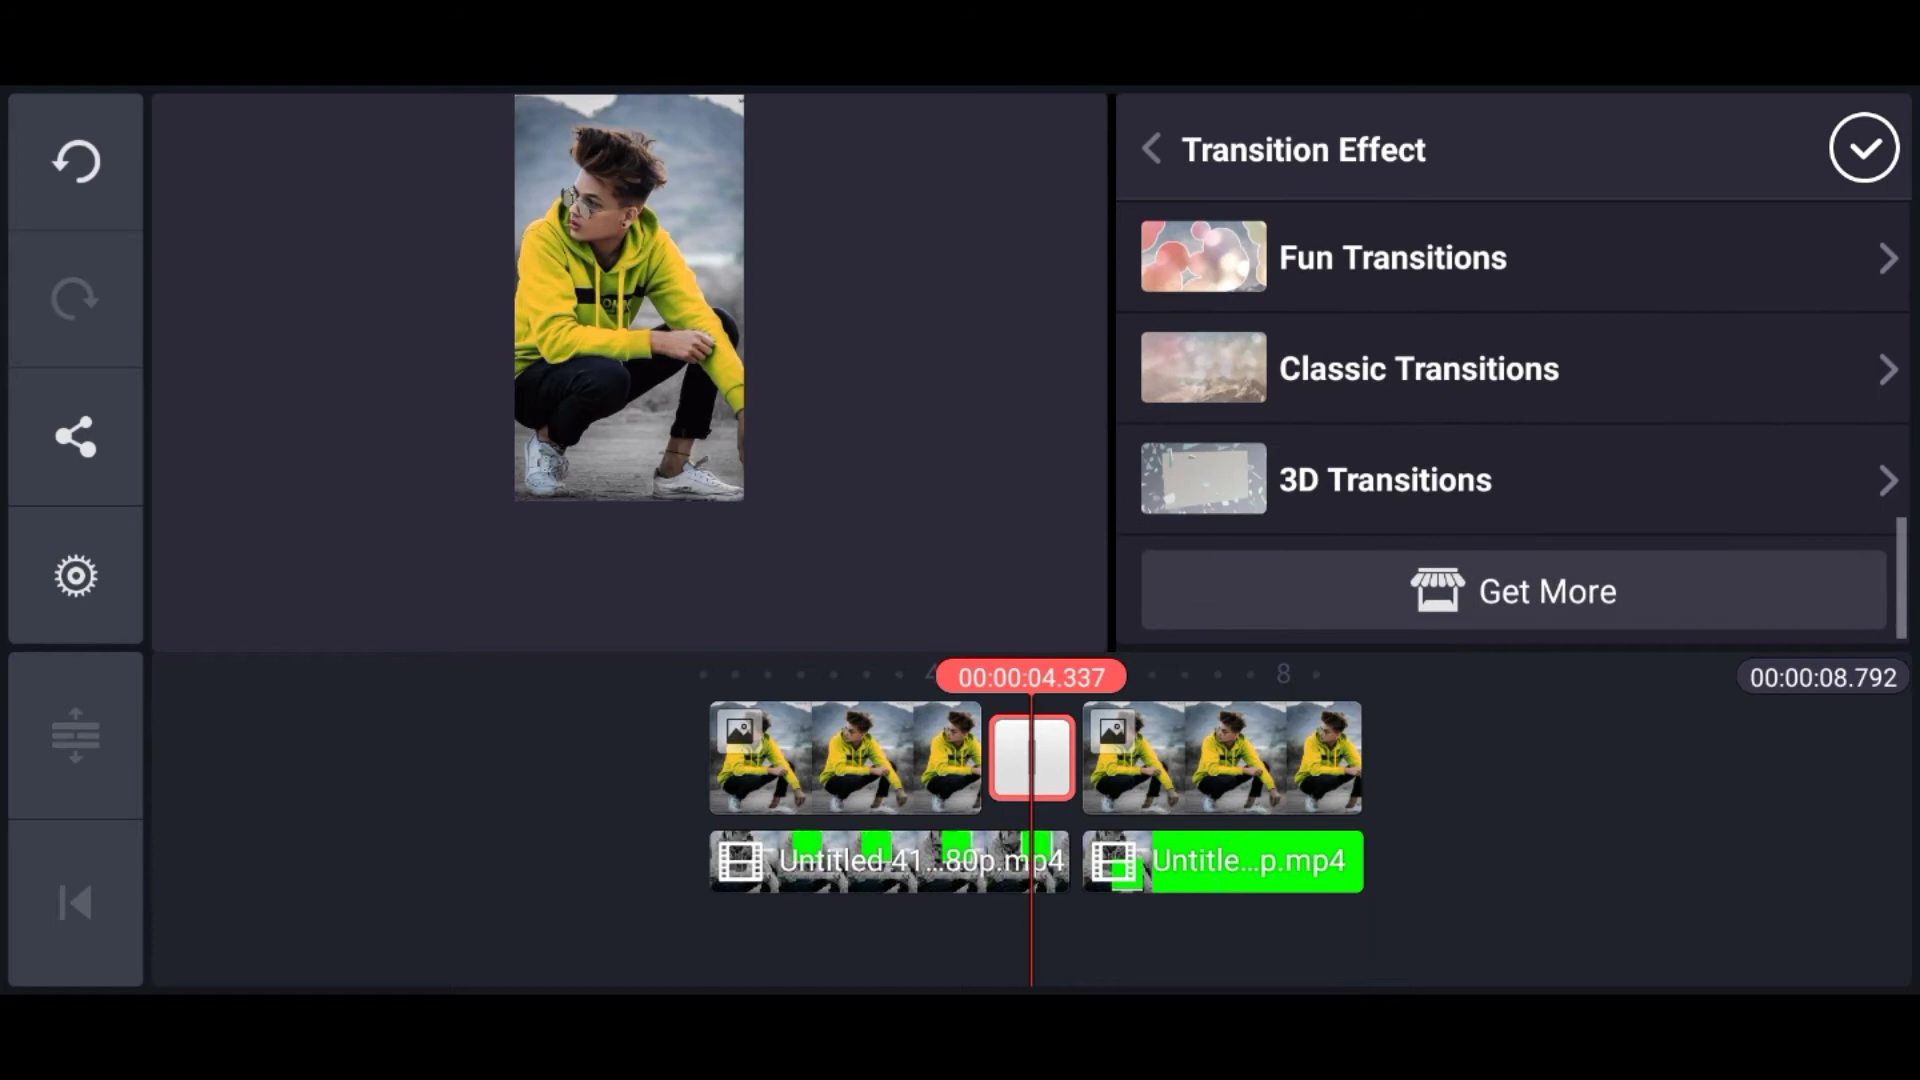 Transition Effect
Fun Transitions
Classic Transitions
3D Transitions
Get More
4
00:00:04.337
8
00:00:08.792
Untitled 41...80p.mp4
Untitle...p.mp4